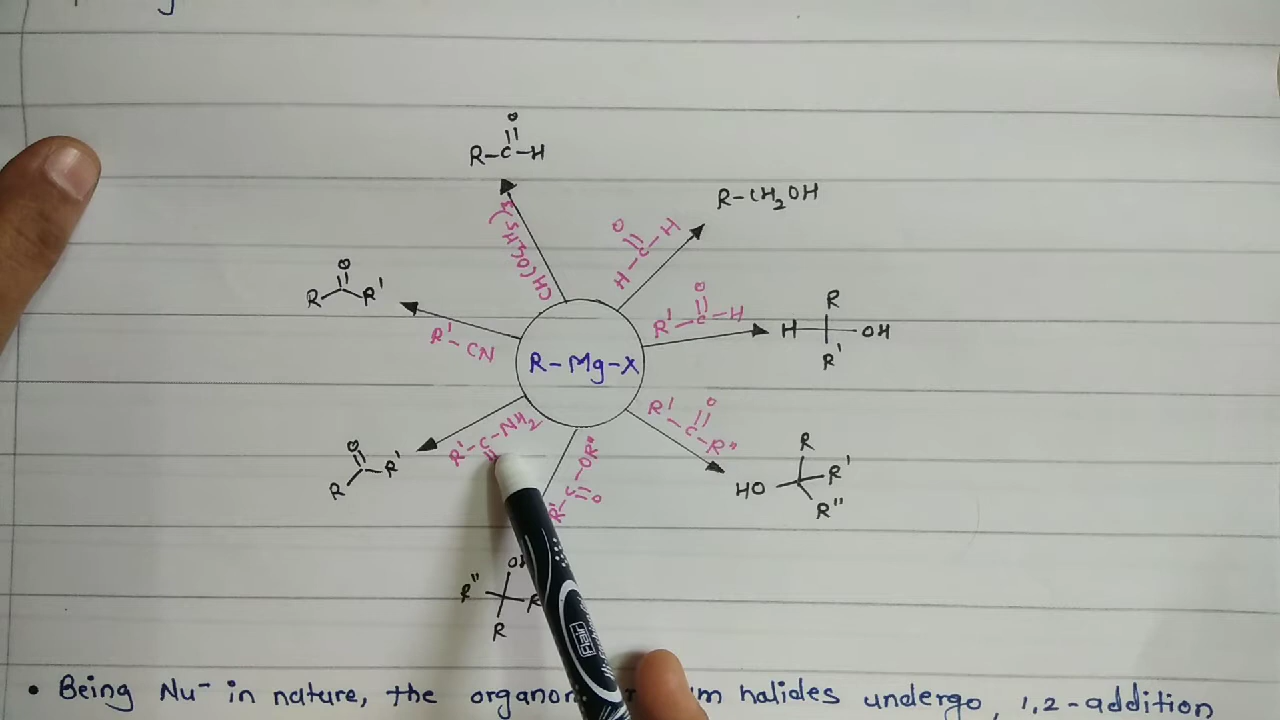 O
R-C-H
R-CH2OH
CH(OC2H5)3
O
H-C-H
O
R R'
R'-CN
O
R'-C-H
R
H OH
R'
R-Mg-X
O
R R'
R'-C-NH2
R'-C-OR"
O
O
R'-C-R"
R
HO R'
R"
R"
R
Being Nu- in nature, the halides undergo, 1,2-addition